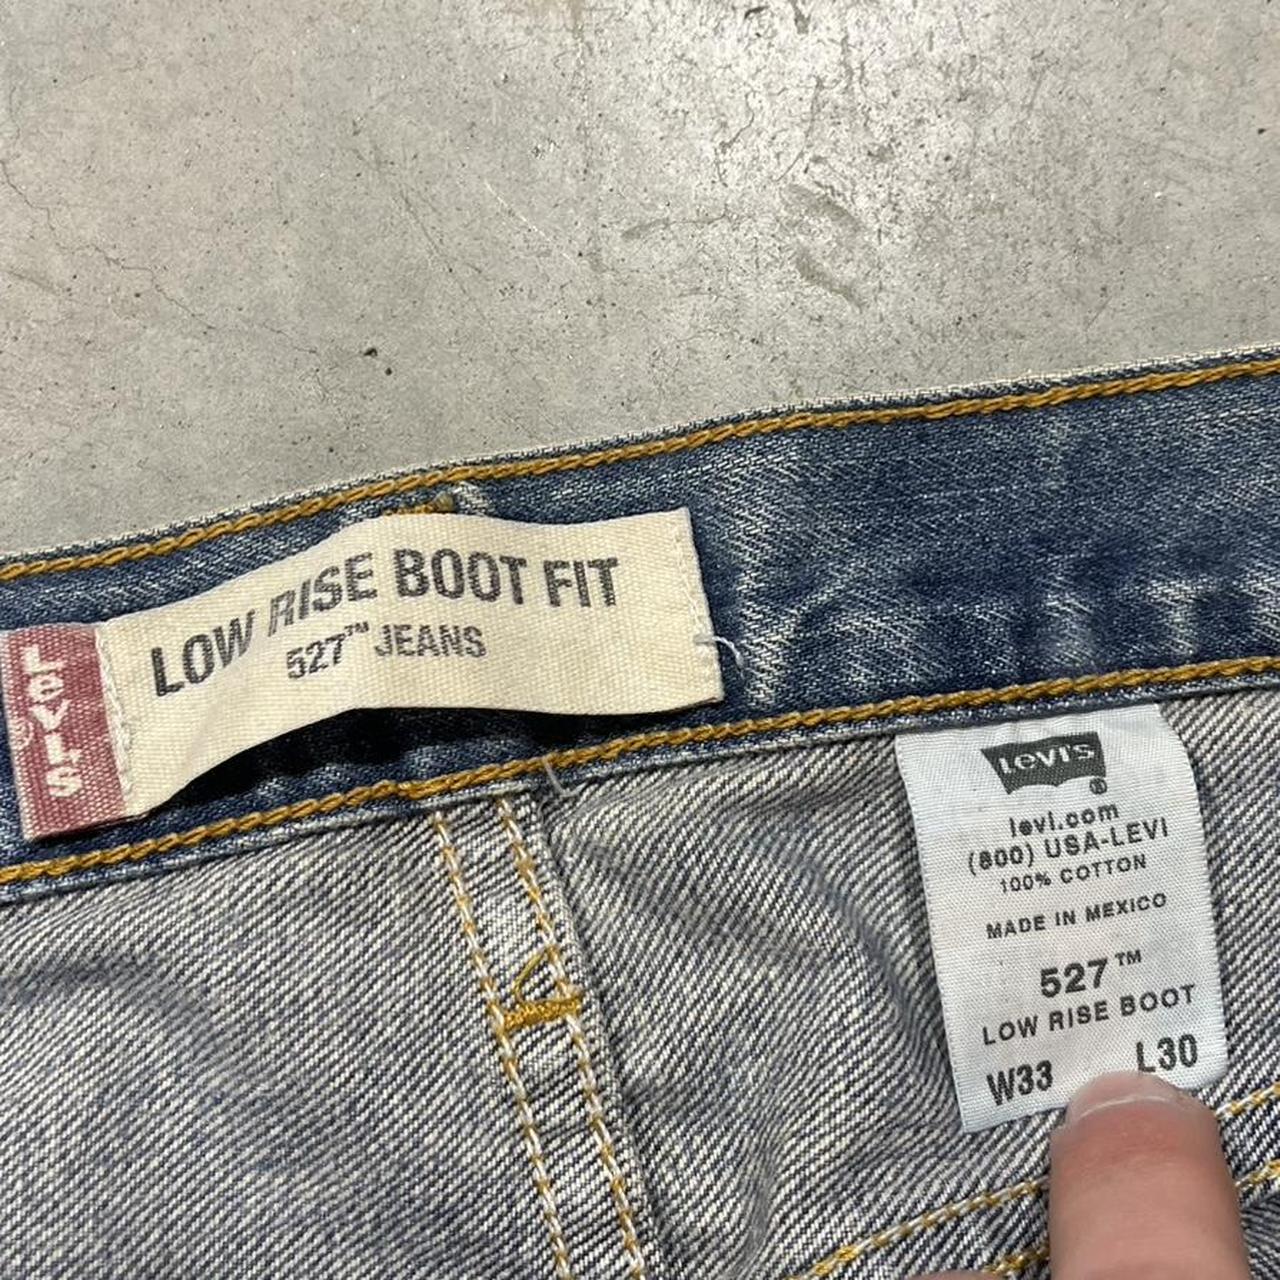 LEVI'S
LOW RISE BOOT FIT
527™ JEANS
Levi's
®
levi.com
(800) USA-LEVI
100% COTTON
MADE IN MEXICO
527™
LOW RISE BOOT
W33 L30